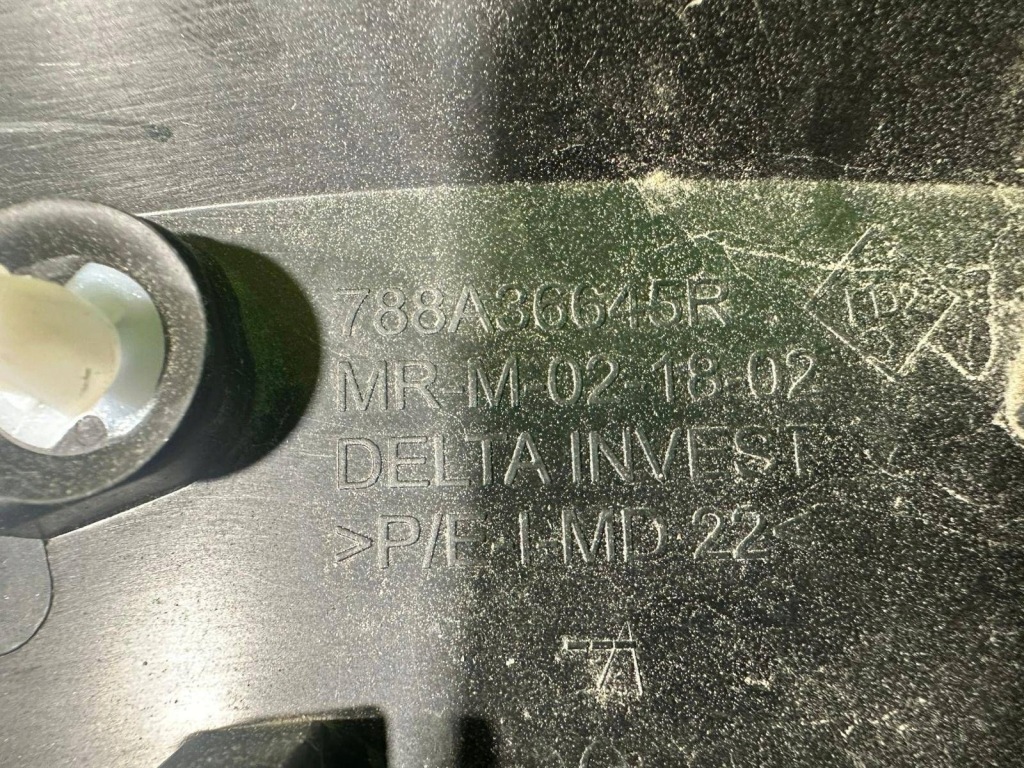 788A36645R
MR-M-02-18-02
DELTA INVEST
>P/E-I-MD-22<